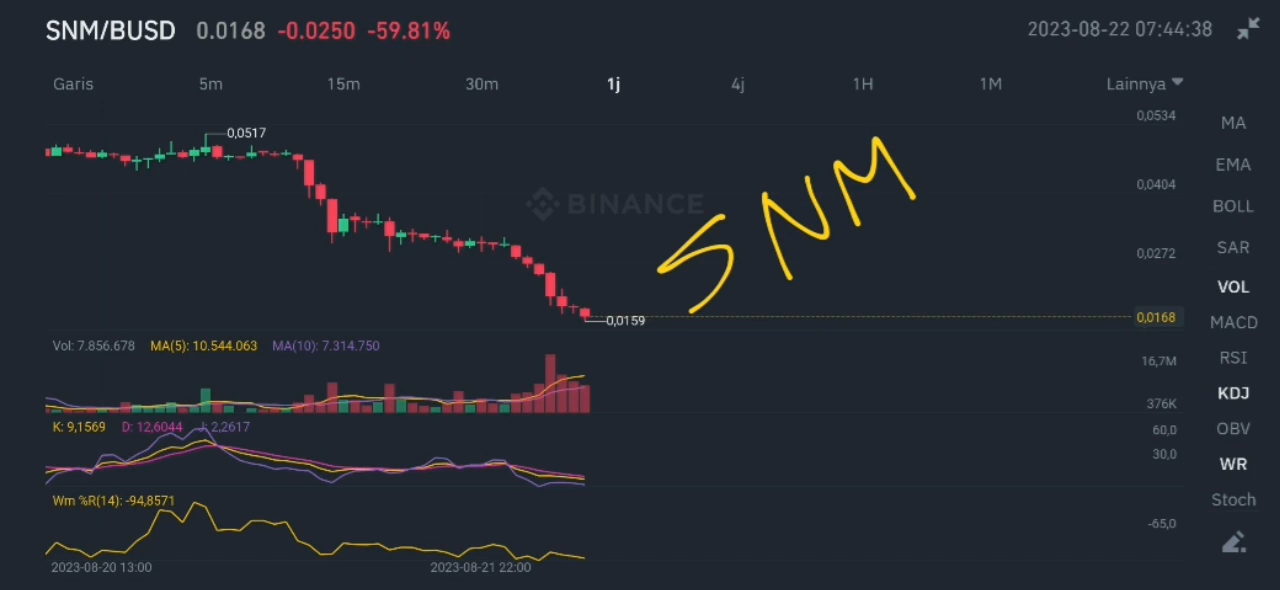 SNM/BUSD 0.0168 -0.0250 -59.81% 2023-08-22 07:44:38
Garis 5m 15m 30m 1j 4j 1H 1M Lainnya
0,0534
MA
0,0517
EMA
0,0404
BINANCE
BOLL
SNM
SAR
0,0272
VOL
0,0159
0,0168
MACD
Vol: 7.856.678 MA(5): 10.544.063 MA(10): 7.314.750
16,7M
RSI
KDJ
376K
K: 9,1569 D: 12,6044 J: 2,2617
60,0
OBV
30,0
WR
Wm %R(14): -94,8571
Stoch
-65,0
2023-08-20 13:00 2023-08-21 22:00